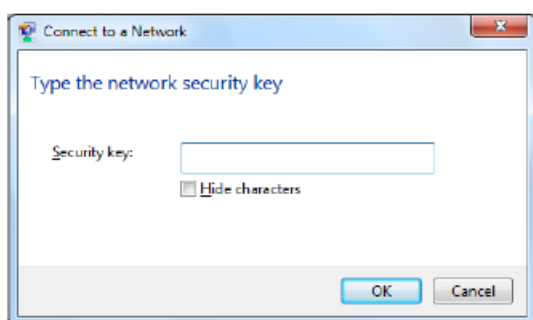 Connect to a Network
Type the network security key
Security key:
Hide characters
OK Cancel